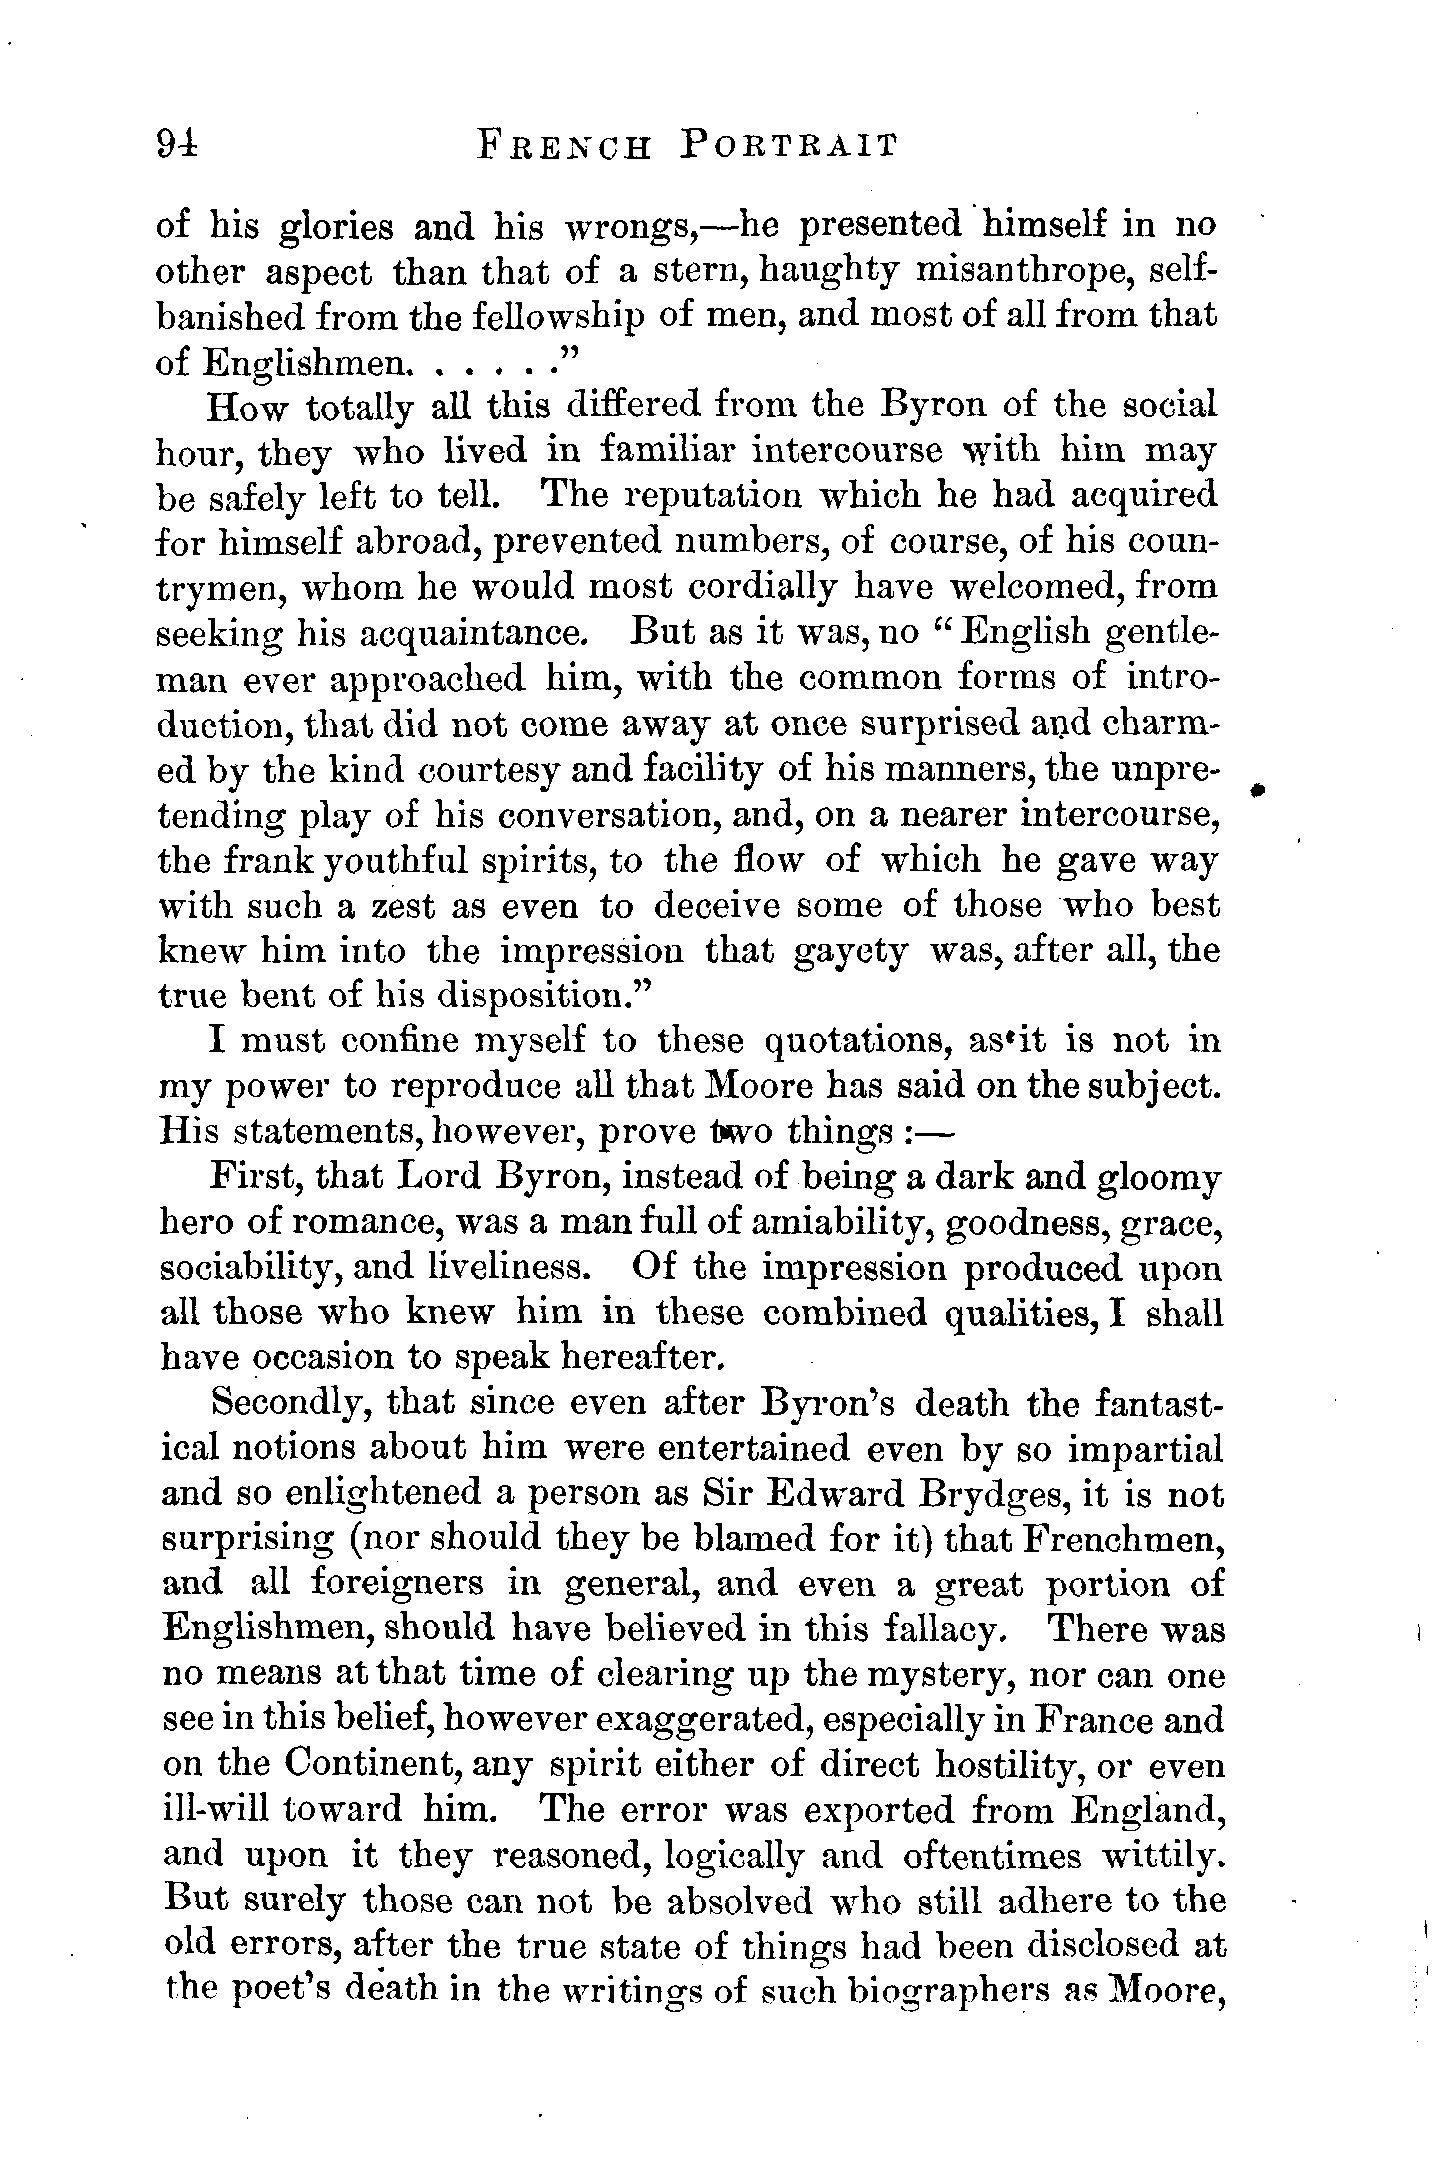 94 FRENCH PORTRAIT
of his glories and his wrongs,—he presented himself in no
other aspect than that of a stern, haughty misanthrope, self-
banished from the fellowship of men, and most of all from that
of Englishmen. . . . . ."
How totally all this differed from the Byron of the social
hour, they who lived in familiar intercourse with him may
be safely left to tell. The reputation which he had acquired
for himself abroad, prevented numbers, of course, of his coun-
trymen, whom he would most cordially have welcomed, from
seeking his acquaintance. But as it was, no " English gentle-
man ever approached him, with the common forms of intro-
duction, that did not come away at once surprised and charm-
ed by the kind courtesy and facility of his manners, the unpre-
tending play of his conversation, and, on a nearer intercourse,
the frank youthful spirits, to the flow of which he gave way
with such a zest as even to deceive some of those who best
knew him into the impression that gayety was, after all, the
true bent of his disposition."
I must confine myself to these quotations, as it is not in
my power to reproduce all that Moore has said on the subject.
His statements, however, prove two things :—
First, that Lord Byron, instead of being a dark and gloomy
hero of romance, was a man full of amiability, goodness, grace,
sociability, and liveliness. Of the impression produced upon
all those who knew him in these combined qualities, I shall
have occasion to speak hereafter.
Secondly, that since even after Byron's death the fantast-
ical notions about him were entertained even by so impartial
and so enlightened a person as Sir Edward Brydges, it is not
surprising (nor should they be blamed for it) that Frenchmen,
and all foreigners in general, and even a great portion of
Englishmen, should have believed in this fallacy. There was
no means at that time of clearing up the mystery, nor can one
see in this belief, however exaggerated, especially in France and
on the Continent, any spirit either of direct hostility, or even
ill-will toward him. The error was exported from England,
and upon it they reasoned, logically and oftentimes wittily.
But surely those can not be absolved who still adhere to the
old errors, after the true state of things had been disclosed at
the poet's death in the writings of such biographers as Moore,